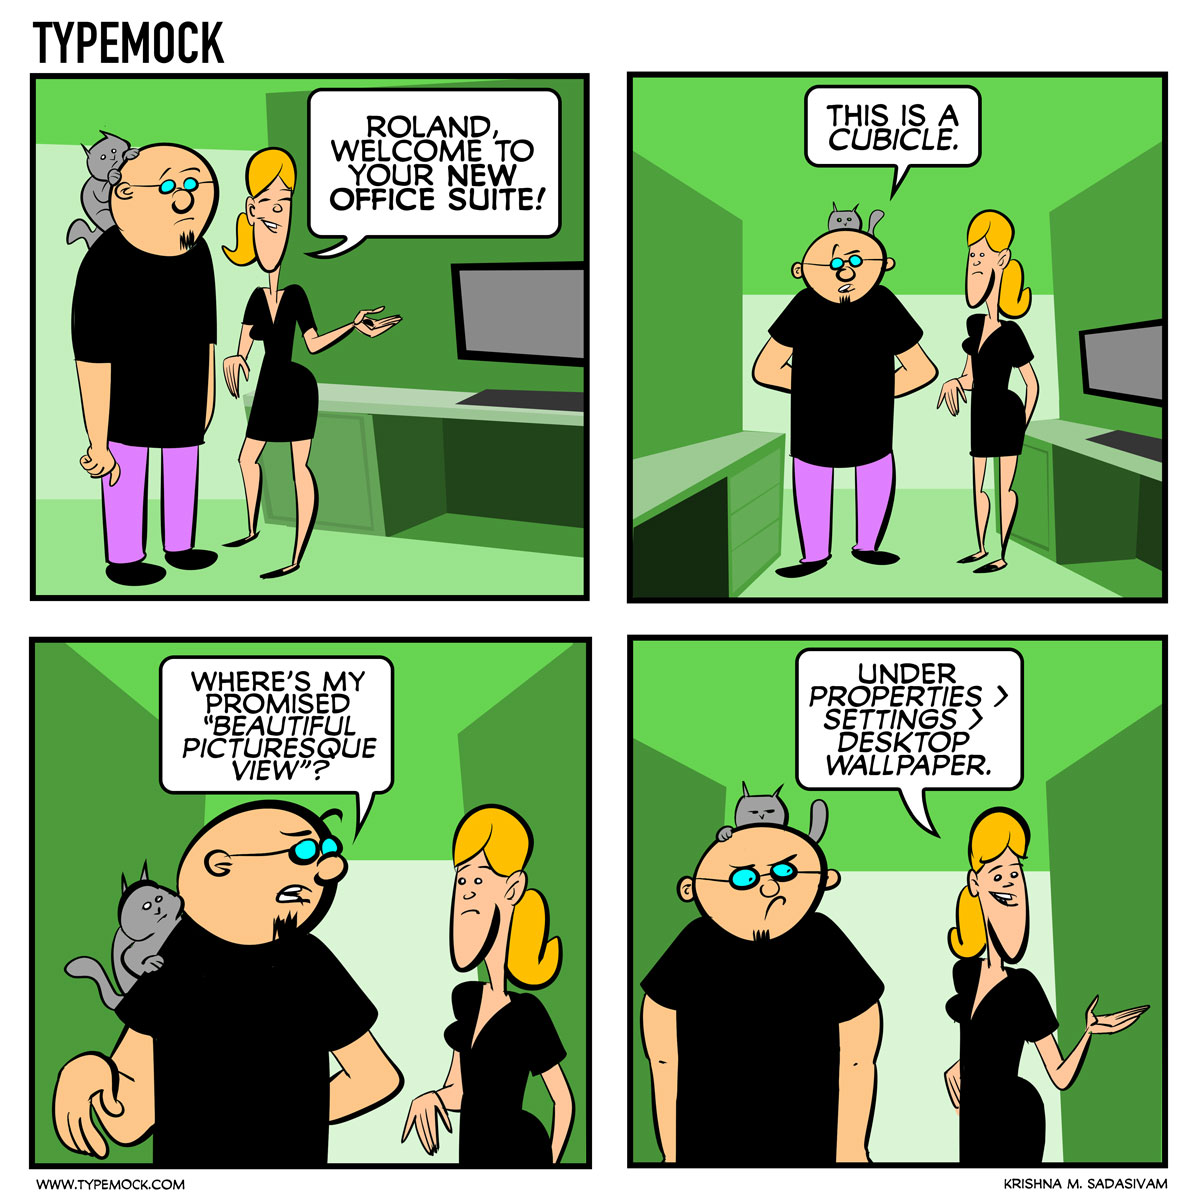 TYPEMOCK
ROLAND,
WELCOME TO
YOUR NEW
OFFICE SUITE!
THIS IS A
CUBICLE.
WHERE'S MY
PROMISED
"BEAUTIFUL
PICTURESQUE
VIEW"?
UNDER
PROPERTIES >
SETTINGS >
DESKTOP
WALLPAPER.
WWW.TYPEMOCK.COM
KRISHNA M. SADASIVAM